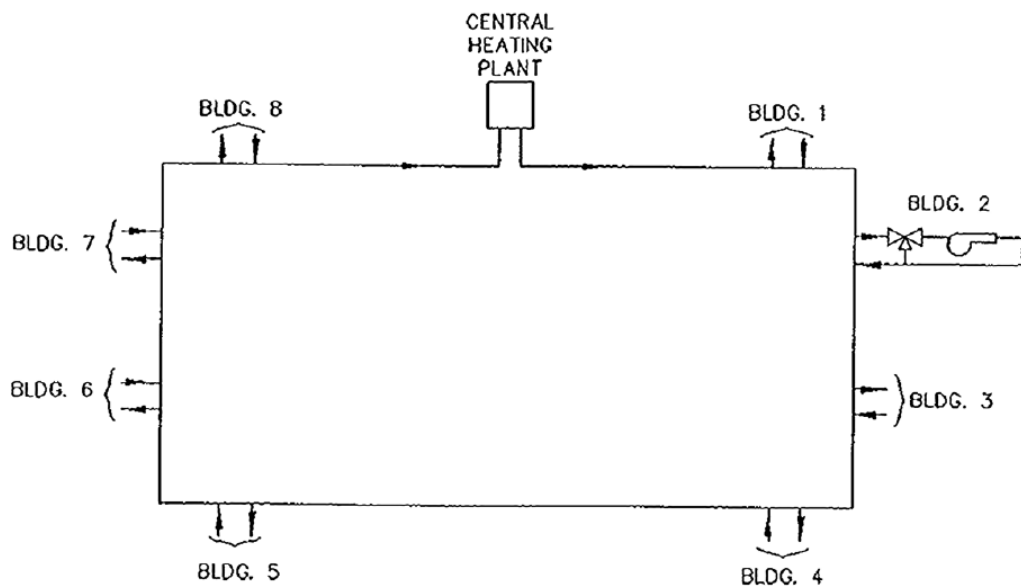 CENTRAL
HEATING
PLANT
BLDG. 8
BLDG. 1
BLDG. 2
BLDG. 7
BLDG. 6
BLDG. 3
BLDG. 5
BLDG. 4